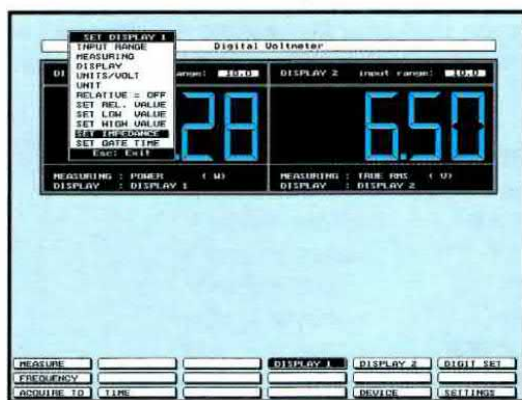 SET DISPLAY 1
INPUT RANGE
MEASURING
DISPLAY
UNITS/VOLT
UNIT
RELATIVE = OFF
SET REL. VALUE
SET LOW VALUE
SET HIGH VALUE
SET IMPEDANCE
SET GATE TIME
Esc: Exit
Digital Voltmeter
DI
range: 10.0
.28
MEASURING : POWER ( W)
DISPLAY : DISPLAY 1
DISPLAY 2 input range: 10.0
6.50
MEASURING : TRUE RMS ( V)
DISPLAY : DISPLAY 2
MEASURE DISPLAY 1 DISPLAY 2 DIGIT SET
FREQUENCY
ACQUIRE TO TIME DEVICE SETTINGS